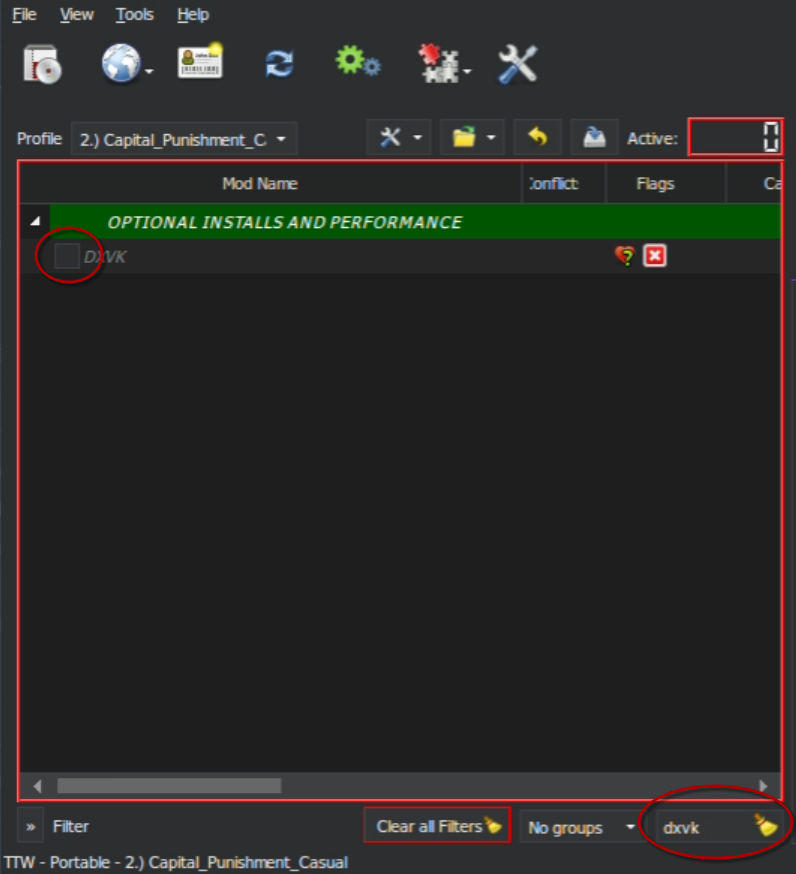 File View Tools Help
Profile 2.) Capital_Punishment_C Active: 0
Mod Name Conflict Flags Ca
OPTIONAL INSTALLS AND PERFORMANCE
DXVK
» Filter Clear all Filters No groups dxvk
TTW - Portable - 2.) Capital_Punishment_Casual